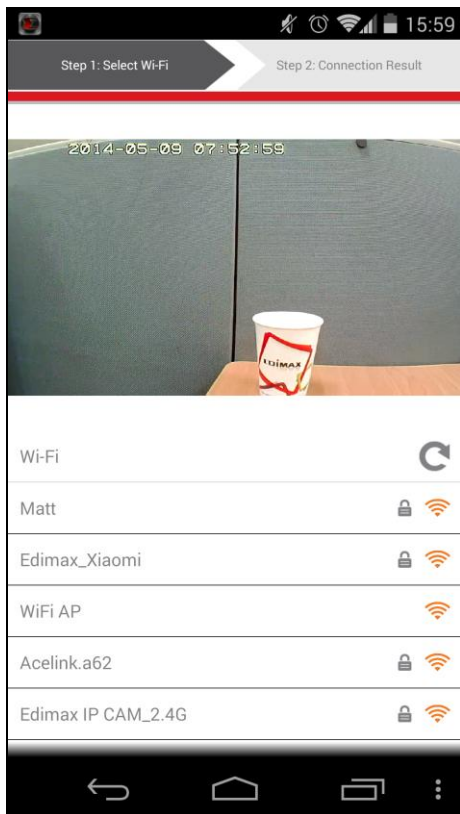 15:59
Step 1: Select Wi-Fi
Step 2: Connection Result
2014-05-09 07:52:59
EDIMAX
Wi-Fi
Matt
Edimax_Xiaomi
WiFi AP
Acelink.a62
Edimax IP CAM_2.4G